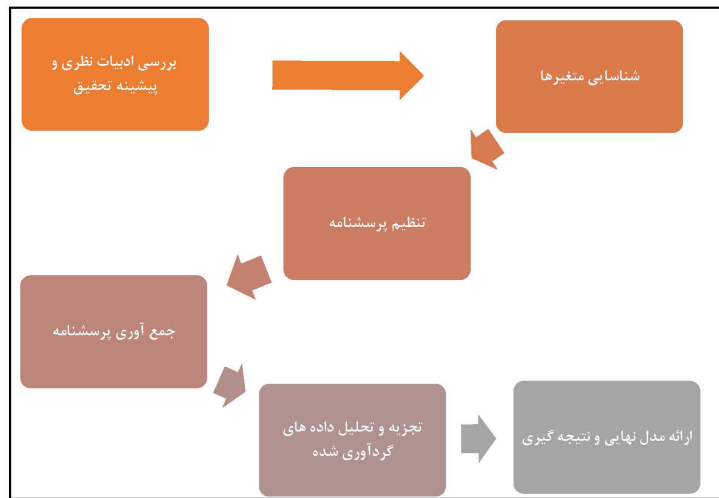 بررسی ادبیات نظری و
پیشینه تحقیق
شناسایی متغیرها
تنظیم پرسشنامه
جمع آوری پرسشنامه
تجزیه و تحلیل داده های
گردآوری شده
ارائه مدل نهایی و نتیجه گیری